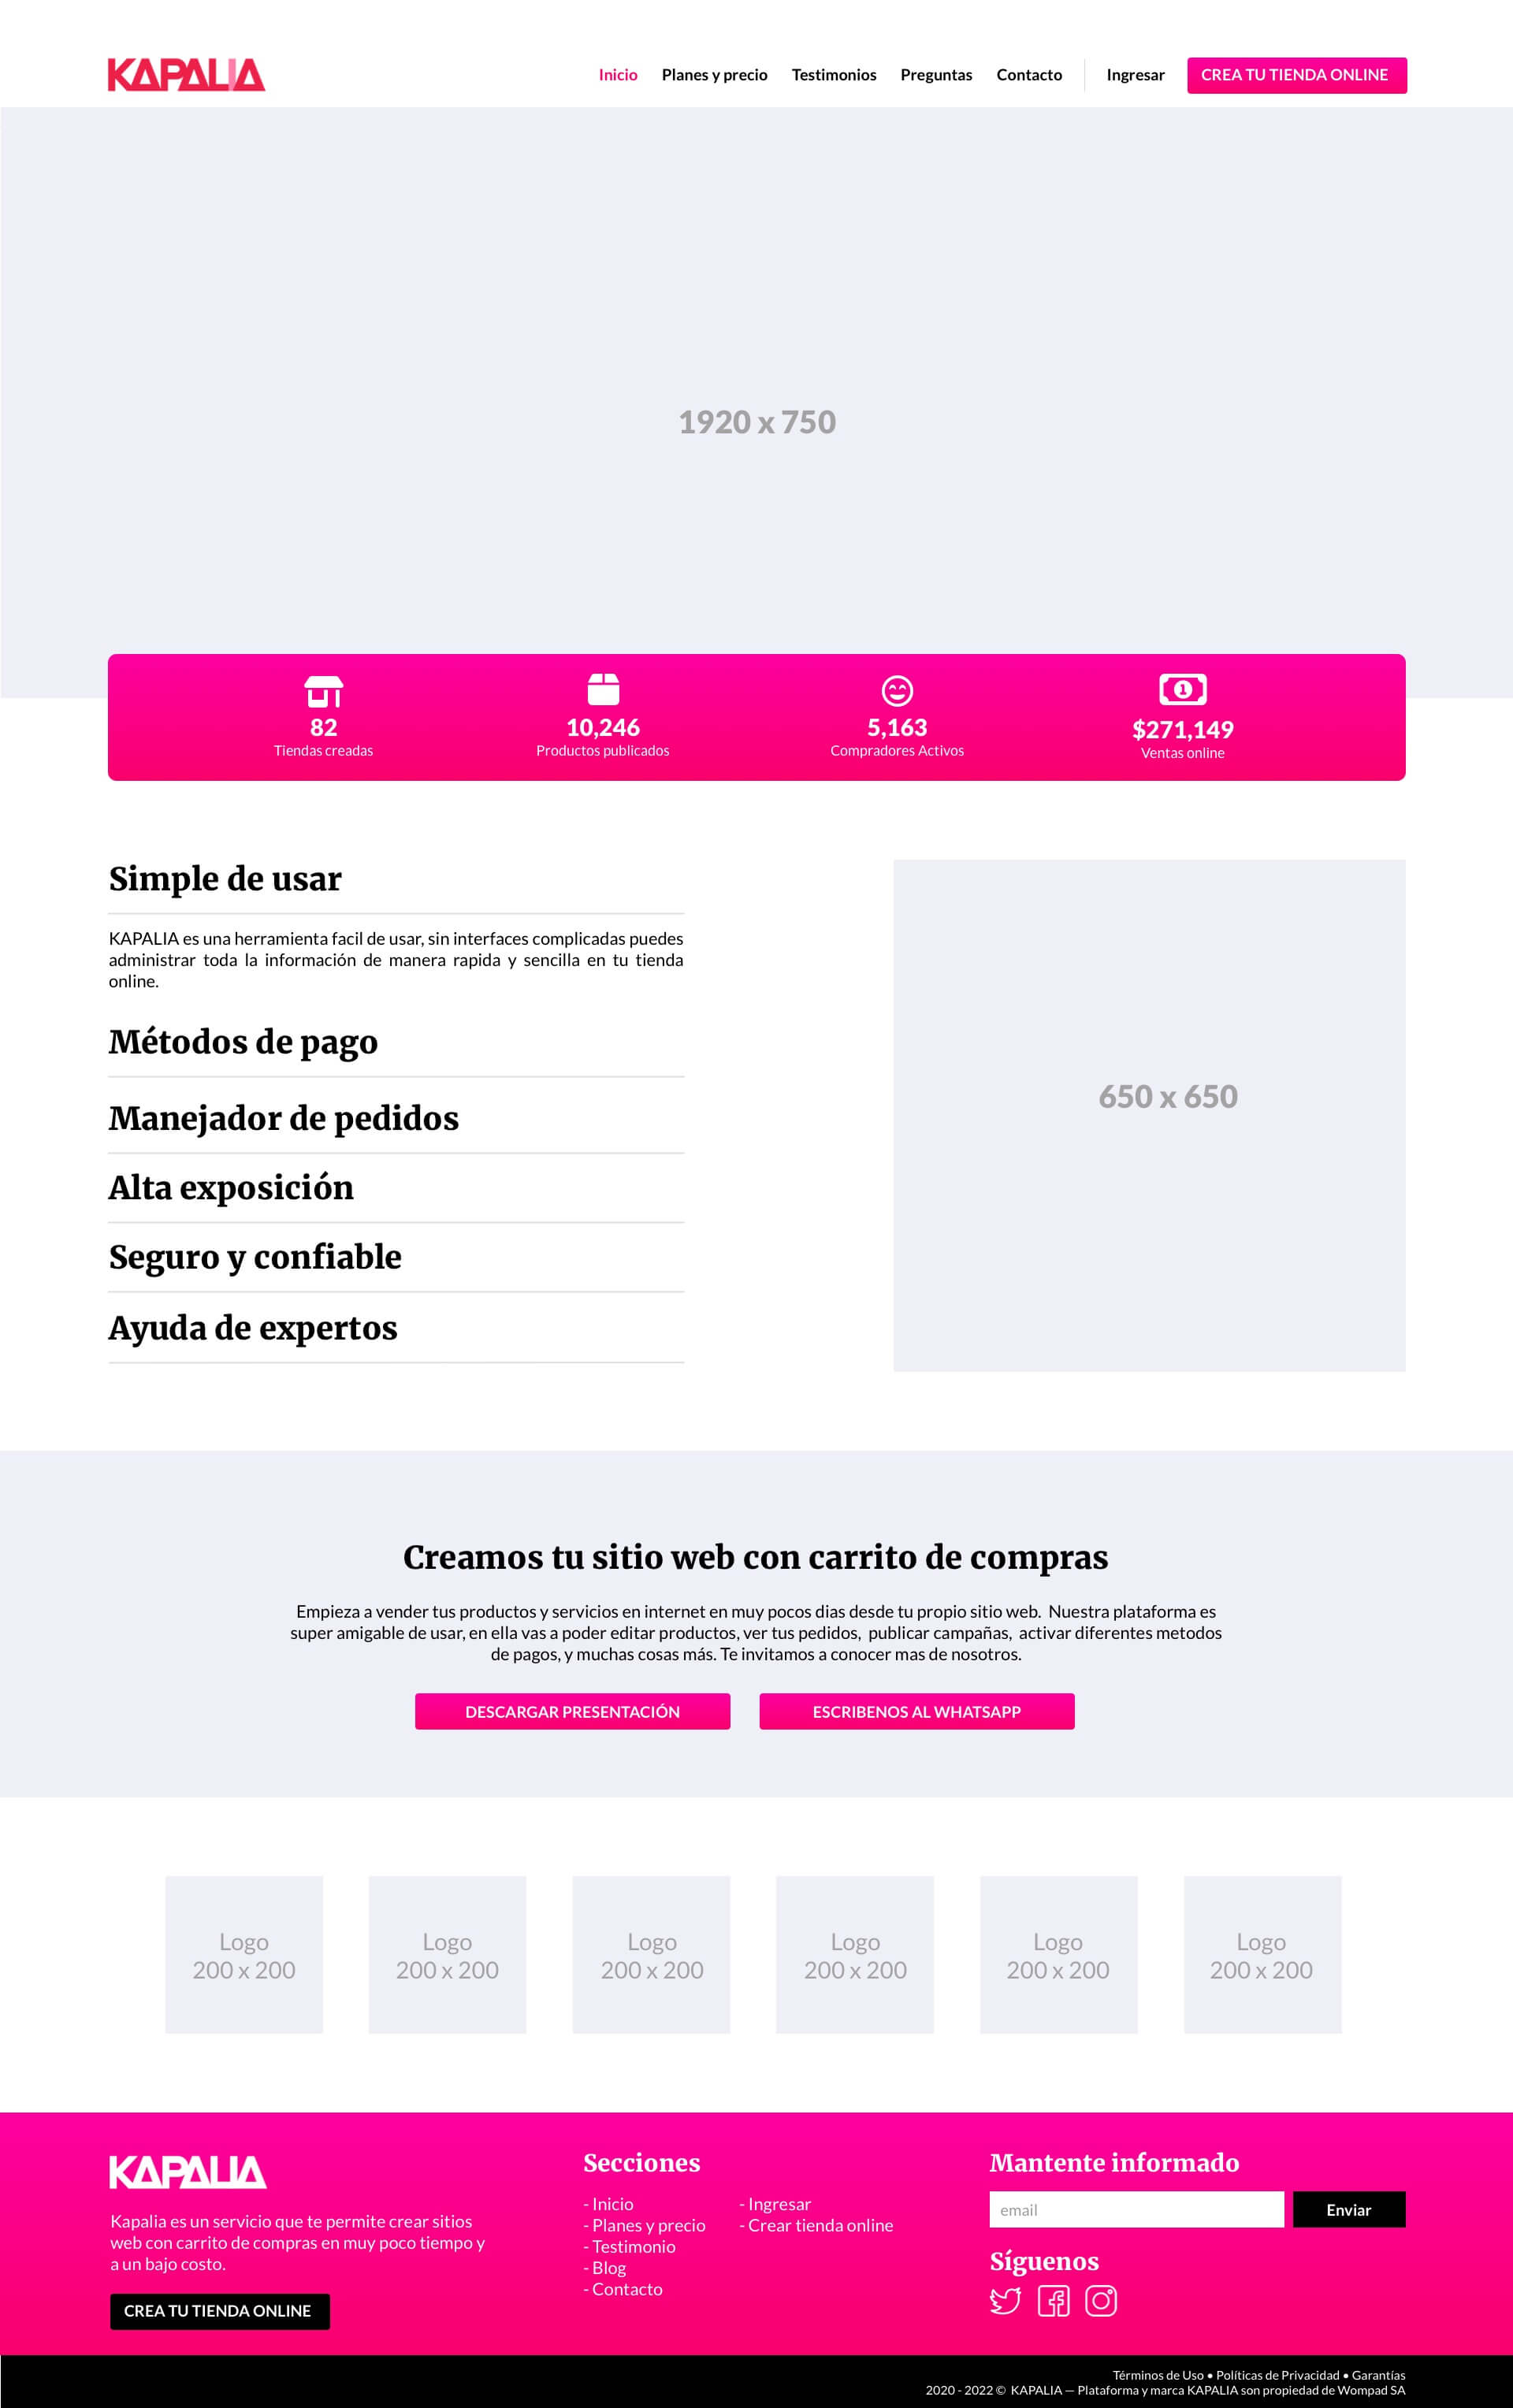 KAPALIA
Inicio Planes y precio Testimonios Preguntas Contacto Ingresar CREA TU TIENDA ONLINE
1920 x 750
82
Tiendas creadas
10,246
Productos publicados
5,163
Compradores Activos
1
$271,149
Ventas online
Simple de usar
KAPALIA es una herramienta facil de usar, sin interfaces complicadas puedes
administrar toda la información de manera rapida y sencilla en tu tienda
online.
Métodos de pago
Manejador de pedidos
Alta exposición
Seguro y confiable
Ayuda de expertos
650 x 650
Creamos tu sitio web con carrito de compras
Empieza a vender tus productos y servicios en internet en muy pocos dias desde tu propio sitio web. Nuestra plataforma es
super amigable de usar, en ella vas a poder editar productos, ver tus pedidos, publicar campañas, activar diferentes metodos
de pagos, y muchas cosas más. Te invitamos a conocer mas de nosotros.
DESCARGAR PRESENTACIÓN
ESCRIBENOS AL WHATSAPP
Logo
200 x 200
Logo
200 x 200
Logo
200 x 200
Logo
200 x 200
Logo
200 x 200
Logo
200 x 200
KAPALIA
Kapalia es un servicio que te permite crear sitios
web con carrito de compras en muy poco tiempo y
a un bajo costo.
CREA TU TIENDA ONLINE
Secciones
- Inicio
- Planes y precio
- Testimonio
- Blog
- Contacto
- Ingresar
- Crear tienda online
Mantente informado
email
Enviar
Síguenos
Términos de Uso • Políticas de Privacidad • Garantías
2020 - 2022 © KAPALIA — Plataforma y marca KAPALIA son propiedad de Wompad SA